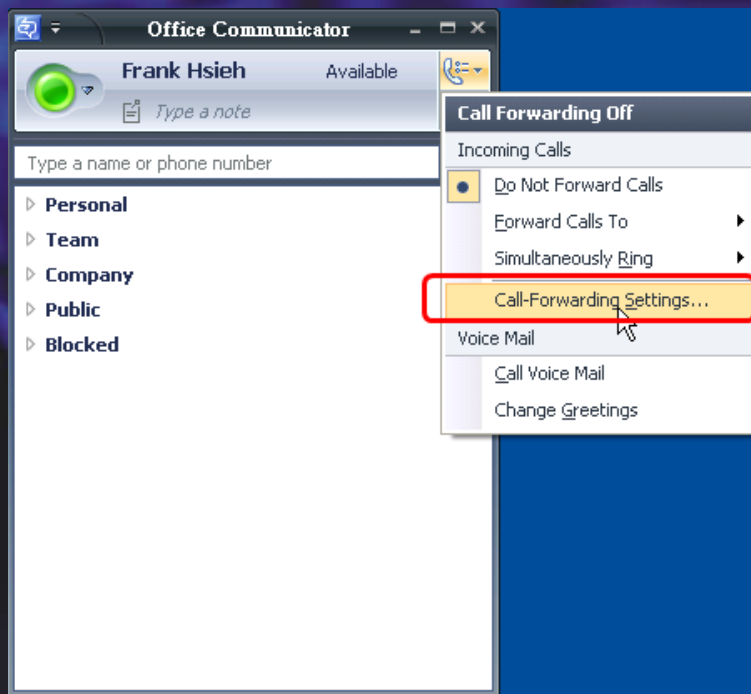 Office Communicator
Frank Hsieh Available
Type a note
Type a name or phone number
Personal
Team
Company
Public
Blocked
Call Forwarding Off
Incoming Calls
Do Not Forward Calls
Forward Calls To
Simultaneously Ring
Call-Forwarding Settings...
Voice Mail
Call Voice Mail
Change Greetings